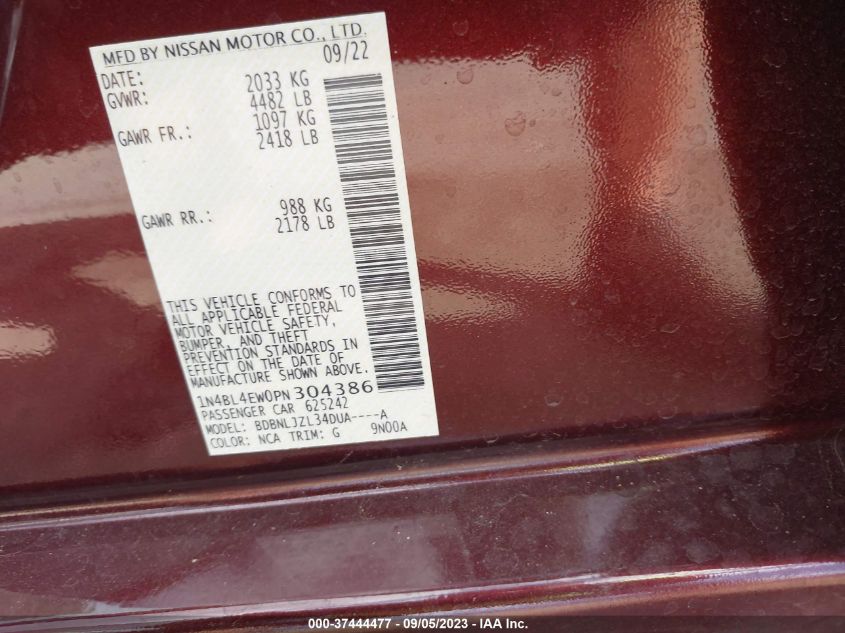 MFD BY NISSAN MOTOR CO., LTD.
DATE: 09/22
GVWR: 2033 KG
4482 LB
GAWR FR.: 1097 KG
2418 LB
GAWR RR.: 988 KG
2178 LB
THIS VEHICLE CONFORMS TO
ALL APPLICABLE FEDERAL
MOTOR VEHICLE SAFETY,
BUMPER, AND THEFT
PREVENTION STANDARDS IN
EFFECT ON THE DATE OF
MANUFACTURE SHOWN ABOVE.
1N4BL4EW0PN304386
PASSENGER CAR 625242
MODEL: BDBNLJZL34DUA----A
COLOR: NCA TRIM: G 9N00A
000-37444477 - 09/05/2023 - IAA Inc.